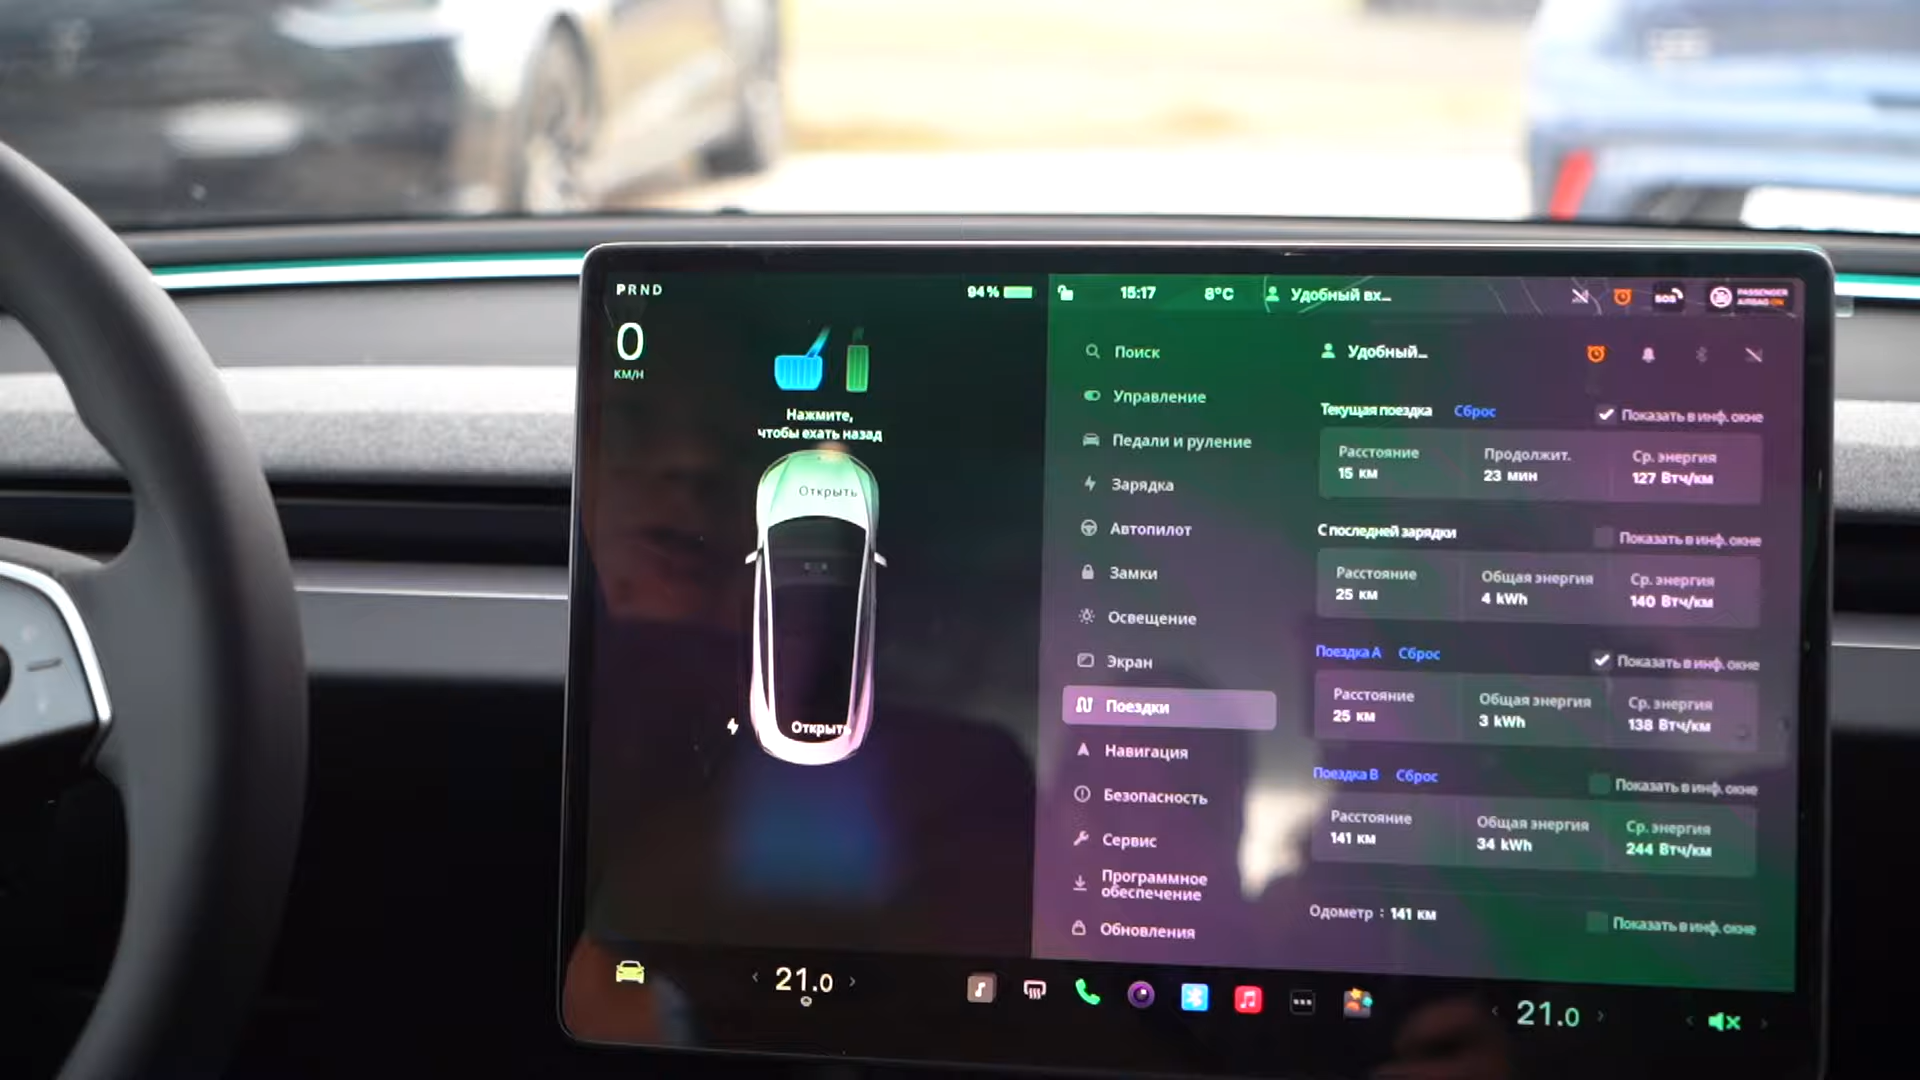 PRND
94 %
15:17
8°C
Удобный вх...
SOS
PASSENGER
AIRBAG ON
0
KM/H
Нажмите,
чтобы ехать назад
Открыть
Открыть
Поиск
Управление
Педали и руление
Зарядка
Автопилот
Замки
Освещение
Экран
Поездки
Навигация
Безопасность
Сервис
Программное
обеспечение
Обновления
Удобный...
Текущая поездка Сброс
Показать в инф. окне
Расстояние Продолжит. Ср. энергия
15 км 23 мин 127 Втч/км
С последней зарядки
Показать в инф. окне
Расстояние Общая энергия Ср. энергия
25 км 4 kWh 140 Втч/км
Поездка A Сброс
Показать в инф. окне
Расстояние Общая энергия Ср. энергия
25 км 3 kWh 138 Втч/км
Поездка B Сброс
Показать в инф. окне
Расстояние Общая энергия Ср. энергия
141 км 34 kWh 244 Втч/км
Одометр : 141 км
Показать в инф. окне
21.0
21.0